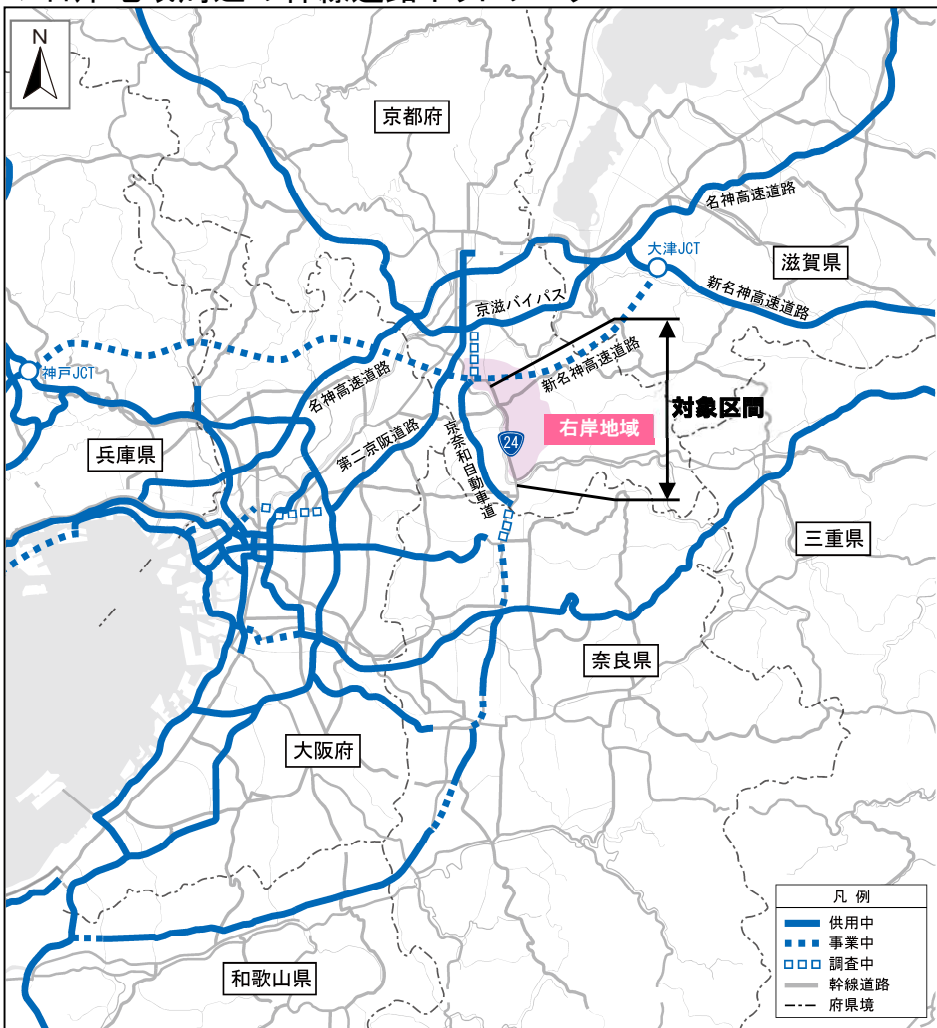 N
京都府
名神高速道路
大津JCT
滋賀県
新名神高速道路
京滋バイパス
神戸JCT
新名神高速道路
名神高速道路
対象区間
右岸地域
24
第二京阪道路
京奈和自動車道
兵庫県
三重県
奈良県
大阪府
和歌山県
凡例
供用中
事業中
調査中
幹線道路
府県境